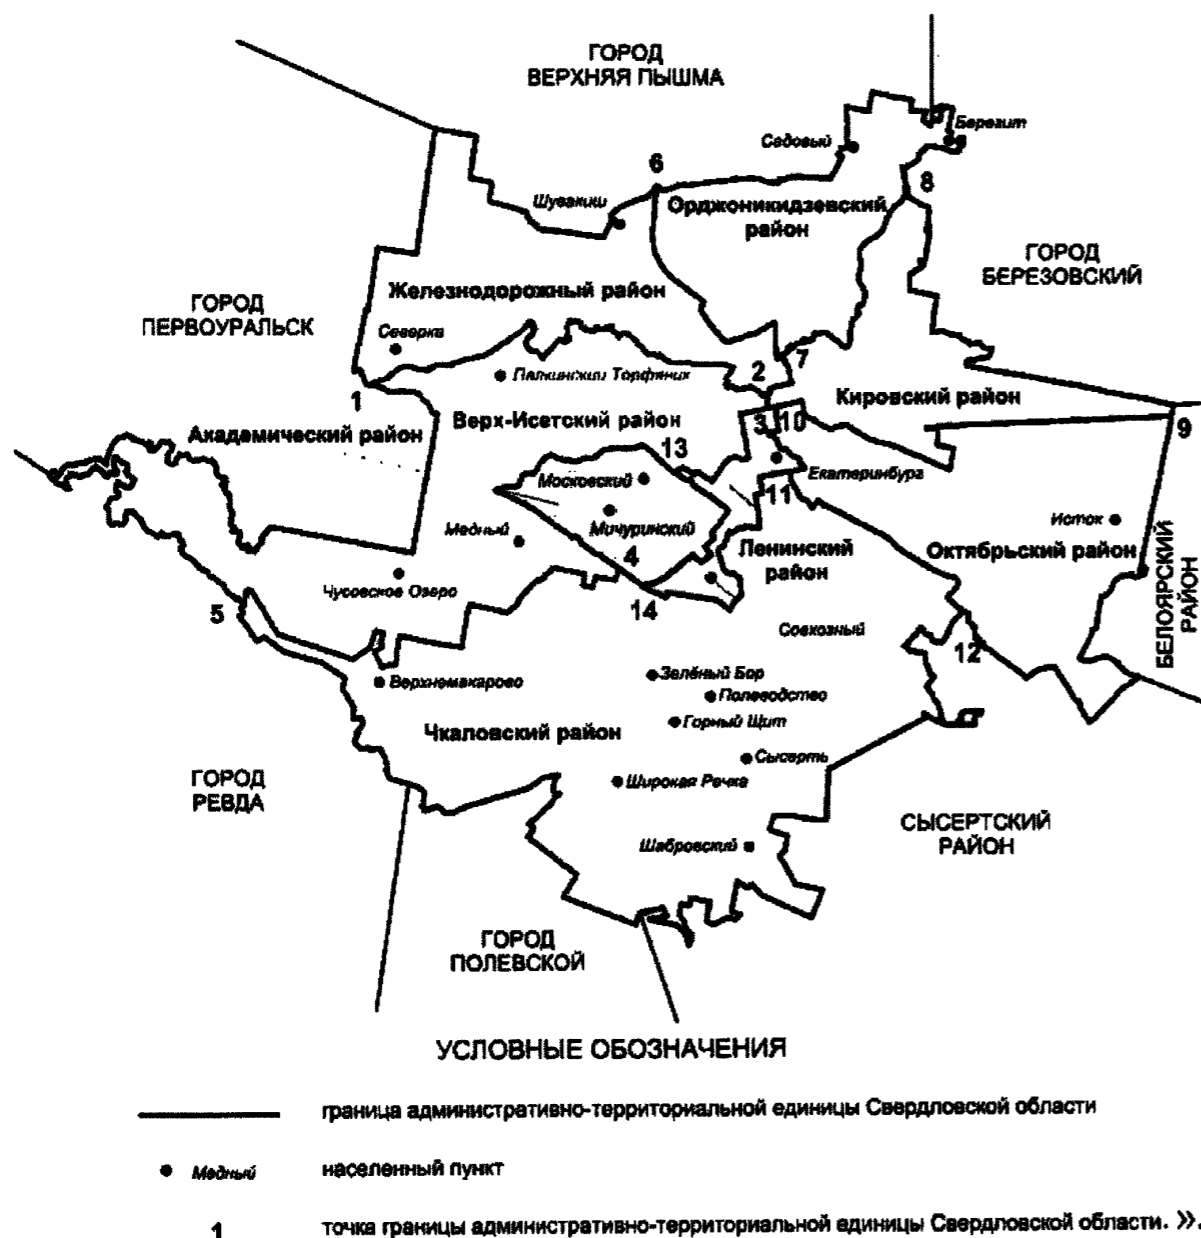 ГОРОД
ВЕРХНЯЯ ПЫШМА
Березит
Садовый
6
8
Шувакиш
Орджоникидзевский
район
ГОРОД
БЕРЕЗОВСКИЙ
Железнодорожный район
ГОРОД
ПЕРВОУРАЛЬСК
Северка
7
2
Палкинский Торфяник
1
Кировский район
Верх-Исетский район
3
10
9
Академический район
13
Екатеринбурга
Московский
11
Мичуринский
Исток
Медный
4
Ленинский
район
Октябрьский район
БЕЛОЯРСКИЙ
РАЙОН
Чусовское Озеро
5
14
Совхозный
12
Зелёный Бор
Верхнемакарово
Полеводство
Горный Щит
Чкаловский район
Сысерть
ГОРОД
РЕВДА
Широкая Речка
СЫСЕРТСКИЙ
РАЙОН
Шабровский
ГОРОД
ПОЛЕВСКОЙ
УСЛОВНЫЕ ОБОЗНАЧЕНИЯ
граница административно-территориальной единицы Свердловской области
Медный населенный пункт
1 точка границы административно-территориальной единицы Свердловской области. ».